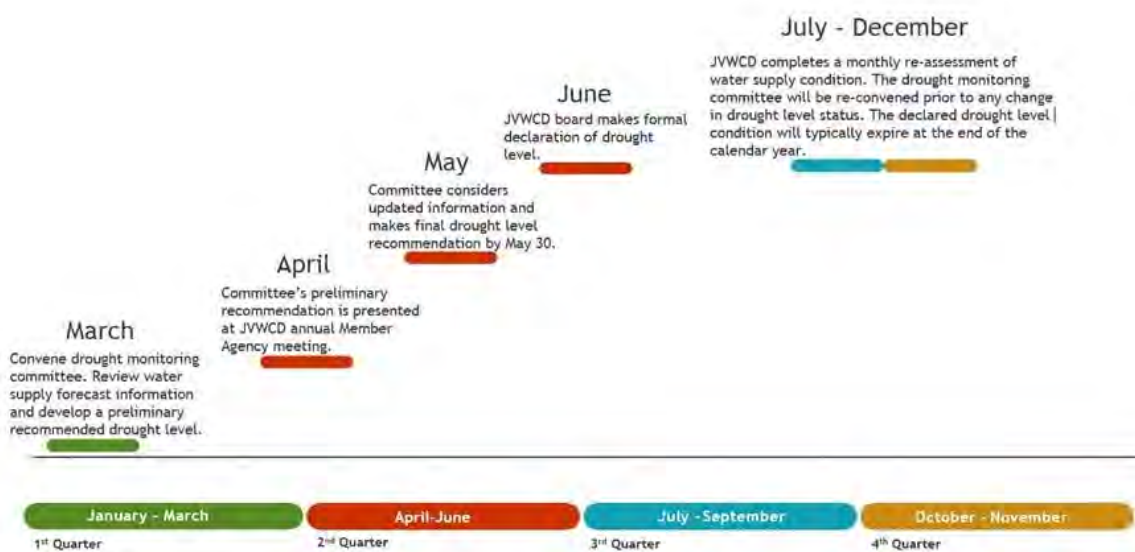 July - December
JVWCD completes a monthly re-assessment of
water supply condition. The drought monitoring
committee will be re-convened prior to any change
in drought level status. The declared drought level|
condition will typically expire at the end of the
calendar year.
June
JVWCD board makes formal
declaration of drought
level.
May
Committee considers
updated information and
makes final drought level
recommendation by May 30.
April
Committee's preliminary
recommendation is presented
at JVWCD annual Member
Agency meeting.
March
Convene drought monitoring
committee. Review water
supply forecast information
and develop a preliminary
recommended drought level.
January - March
April-June
July -September
October - November
1st Quarter
2nd Quarter
3rd Quarter
4th Quarter